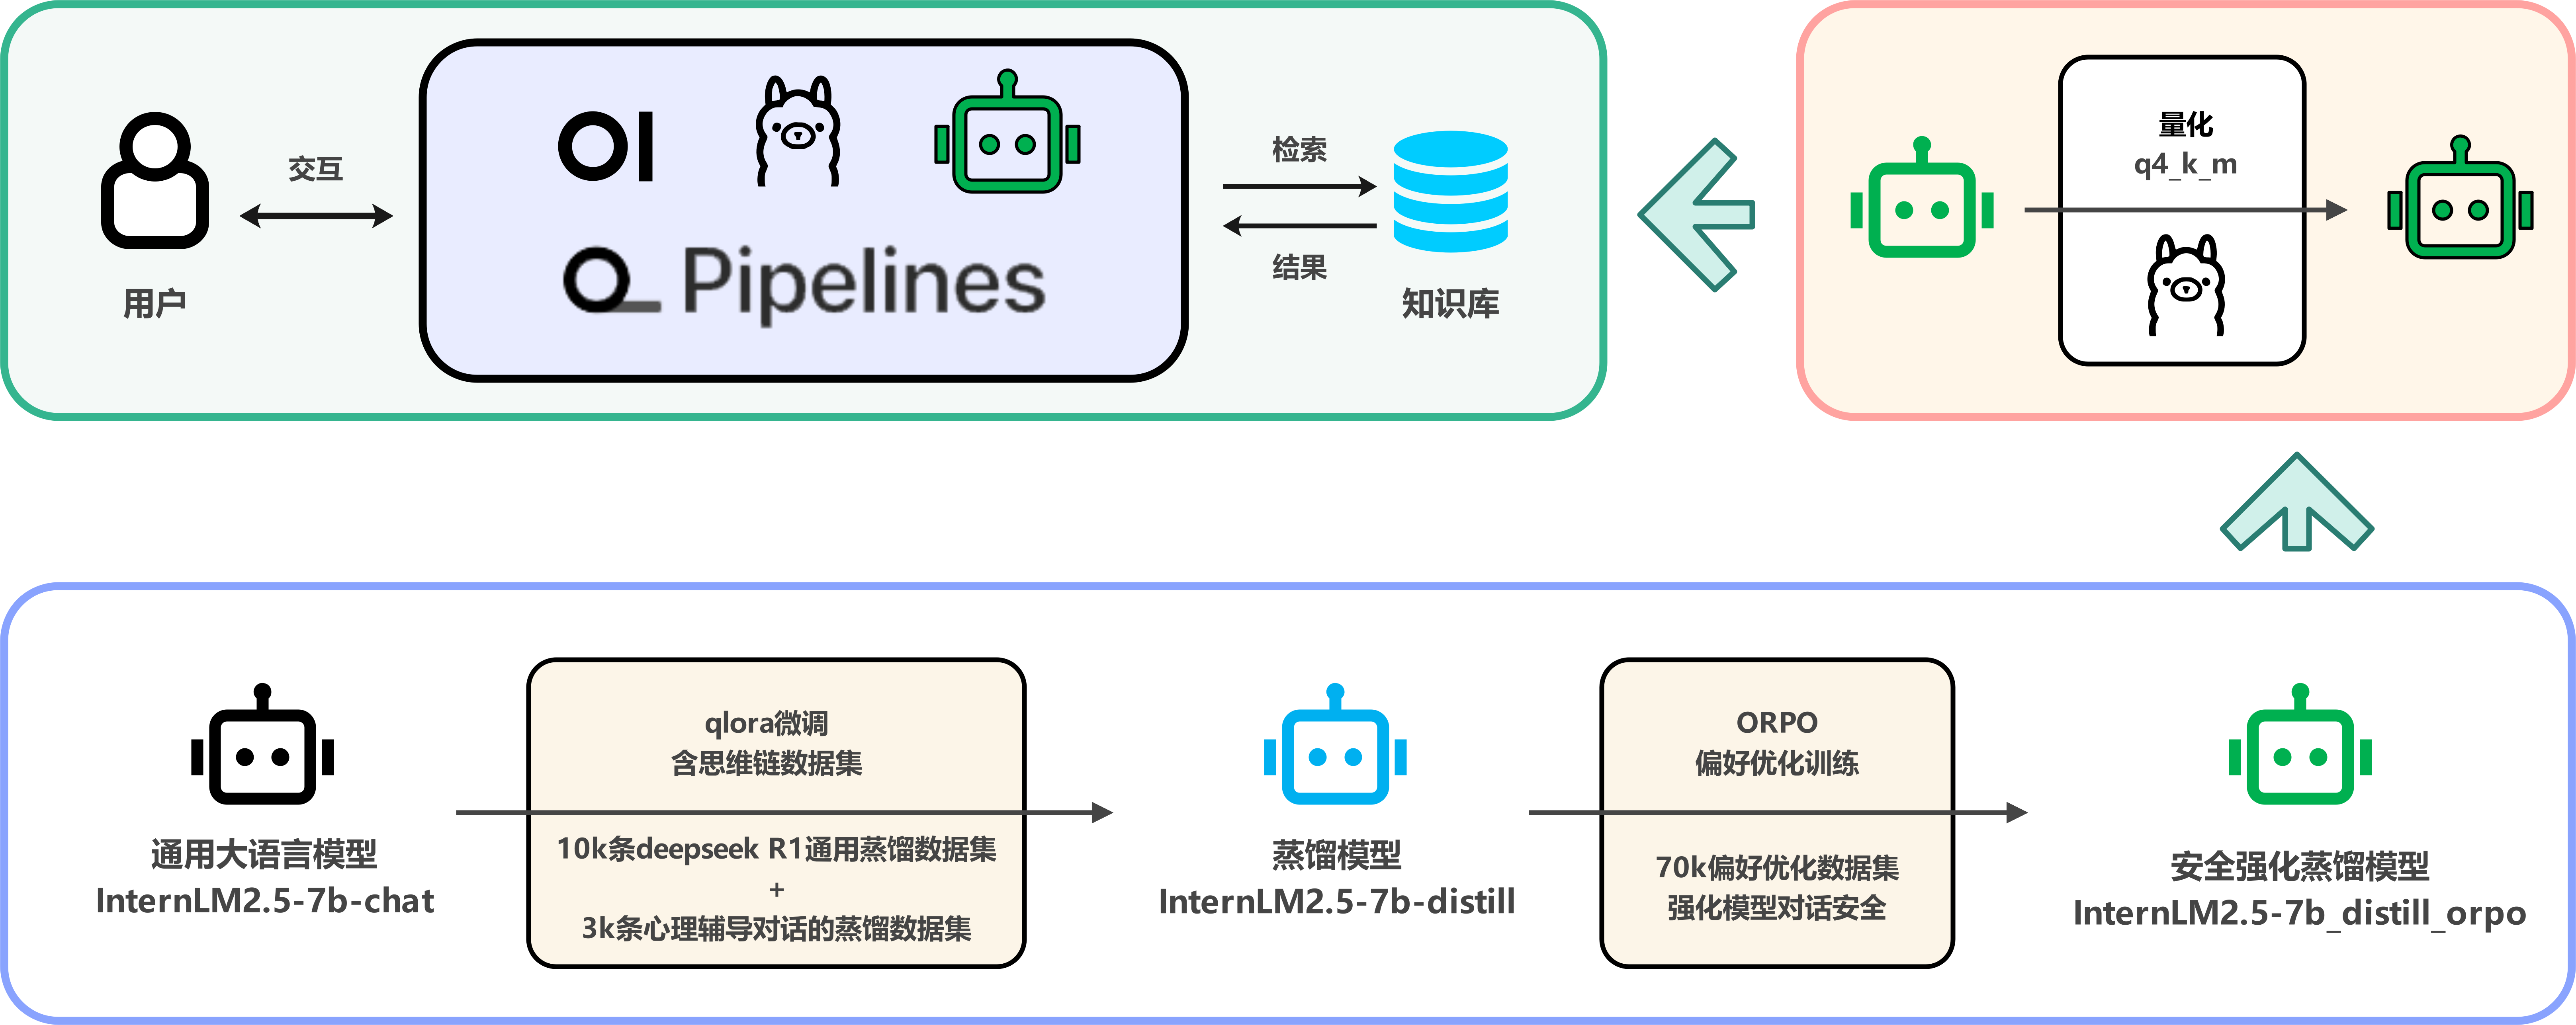 交互
用户
OI
Pipelines
检索
结果
知识库
量化
q4_k_m
通用大语言模型
InternLM2.5-7b-chat
qlora微调
含思维链数据集
10k条deepseek R1通用蒸馏数据集
+
3k条心理辅导对话的蒸馏数据集
蒸馏模型
InternLM2.5-7b-distill
ORPO
偏好优化训练
70k偏好优化数据集
强化模型对话安全
安全强化蒸馏模型
InternLM2.5-7b_distill_orpo